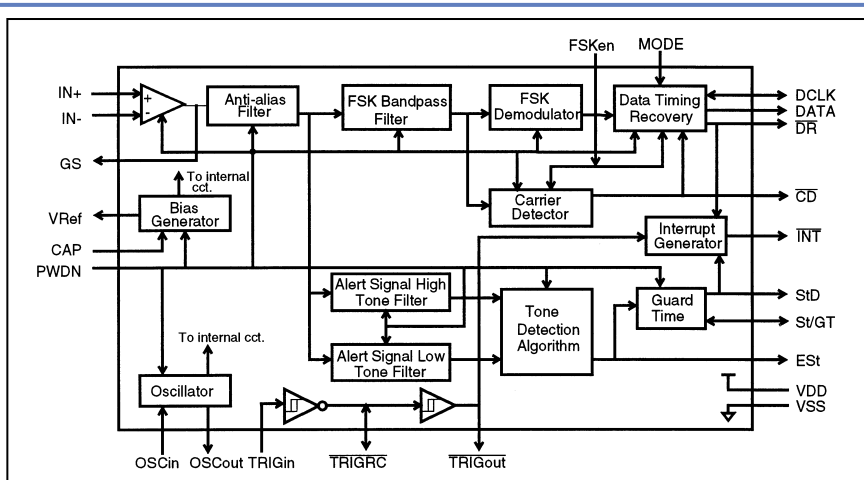 FSKen
MODE
IN+
IN-
GS
+
-
Anti-alias
Filter
FSK Bandpass
Filter
FSK
Demodulator
Data Timing
Recovery
DCLK
DATA
DR
To internal
cct.
VRef
Bias
Generator
CAP
PWDN
Carrier
Detector
CD
Interrupt
Generator
INT
Alert Signal High
Tone Filter
Tone
Detection
Algorithm
Guard
Time
StD
St/GT
ESt
To internal cct.
Alert Signal Low
Tone Filter
Oscillator
VDD
VSS
OSCin
OSCout
TRIGin
TRIGRC
TRIGout